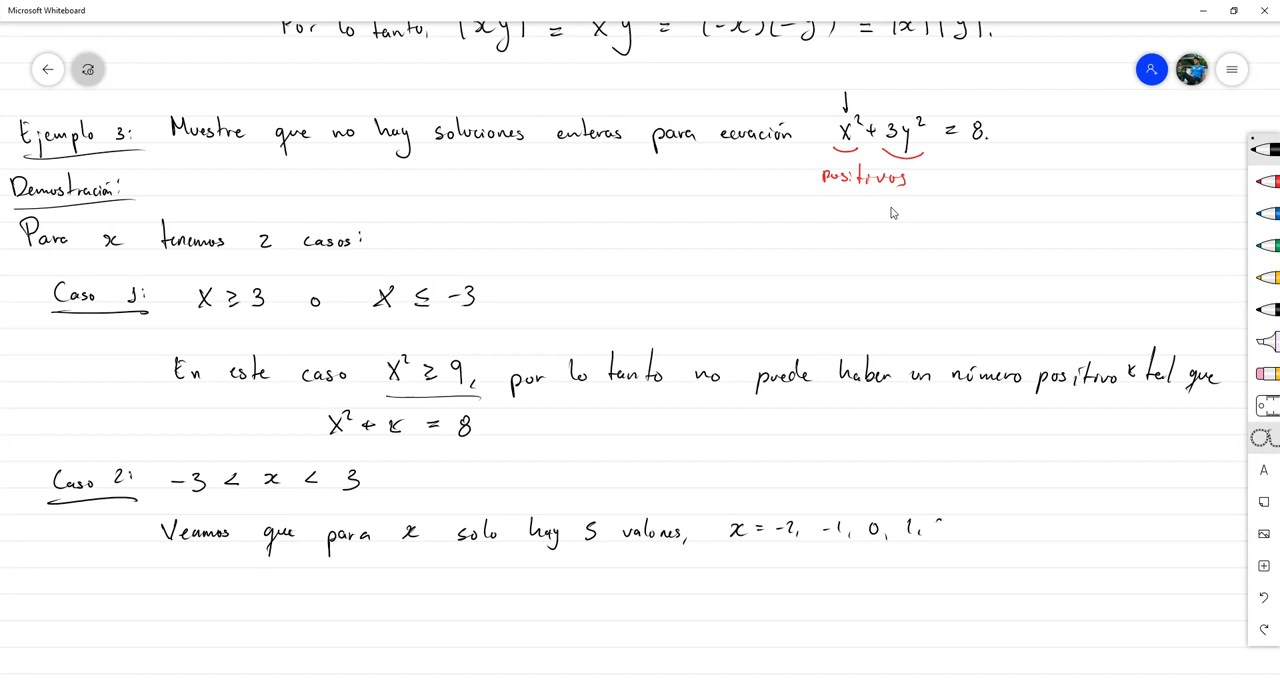 Microsoft Whiteboard
Por lo tanto, |xy| = xy = (-x)(-y) = |x||y|.
Ejemplo 3: Muestre que no hay soluciones enteras para ecuación x² + 3y² = 8.
positivos
Demostración:
Para x tenemos 2 casos:
Caso 1: x ≥ 3 o x ≤ -3
En este caso x² ≥ 9, por lo tanto no puede haber un número positivo k tal que
x² + k = 8
Caso 2: -3 < x < 3
Veamos que para x solo hay 5 valores, x = -2, -1, 0, 1,
A